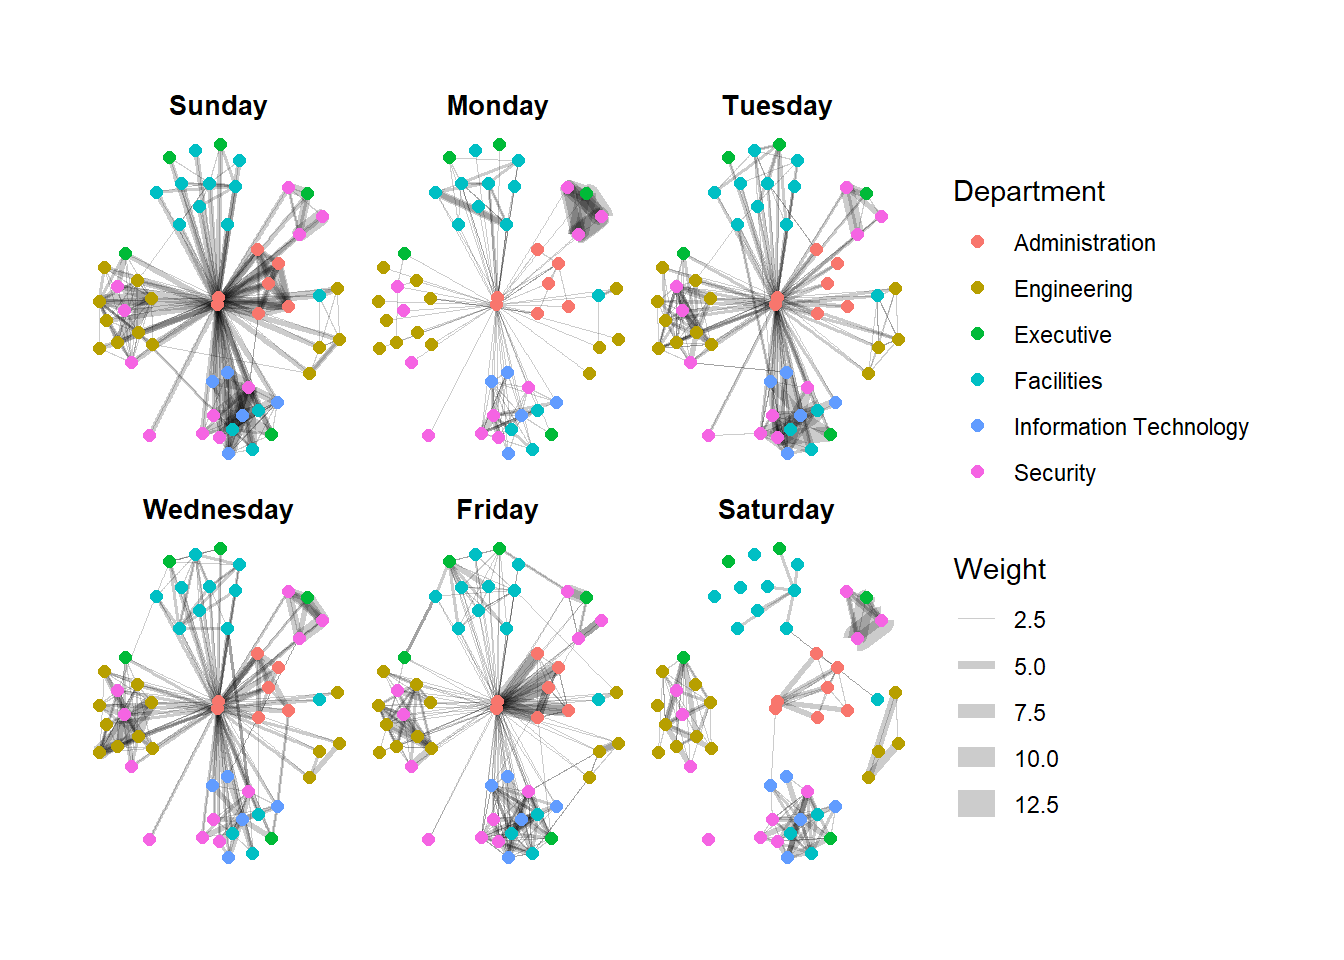 Sunday
Monday
Tuesday
Wednesday
Friday
Saturday
Department
Administration
Engineering
Executive
Facilities
Information Technology
Security
Weight
2.5
5.0
7.5
10.0
12.5